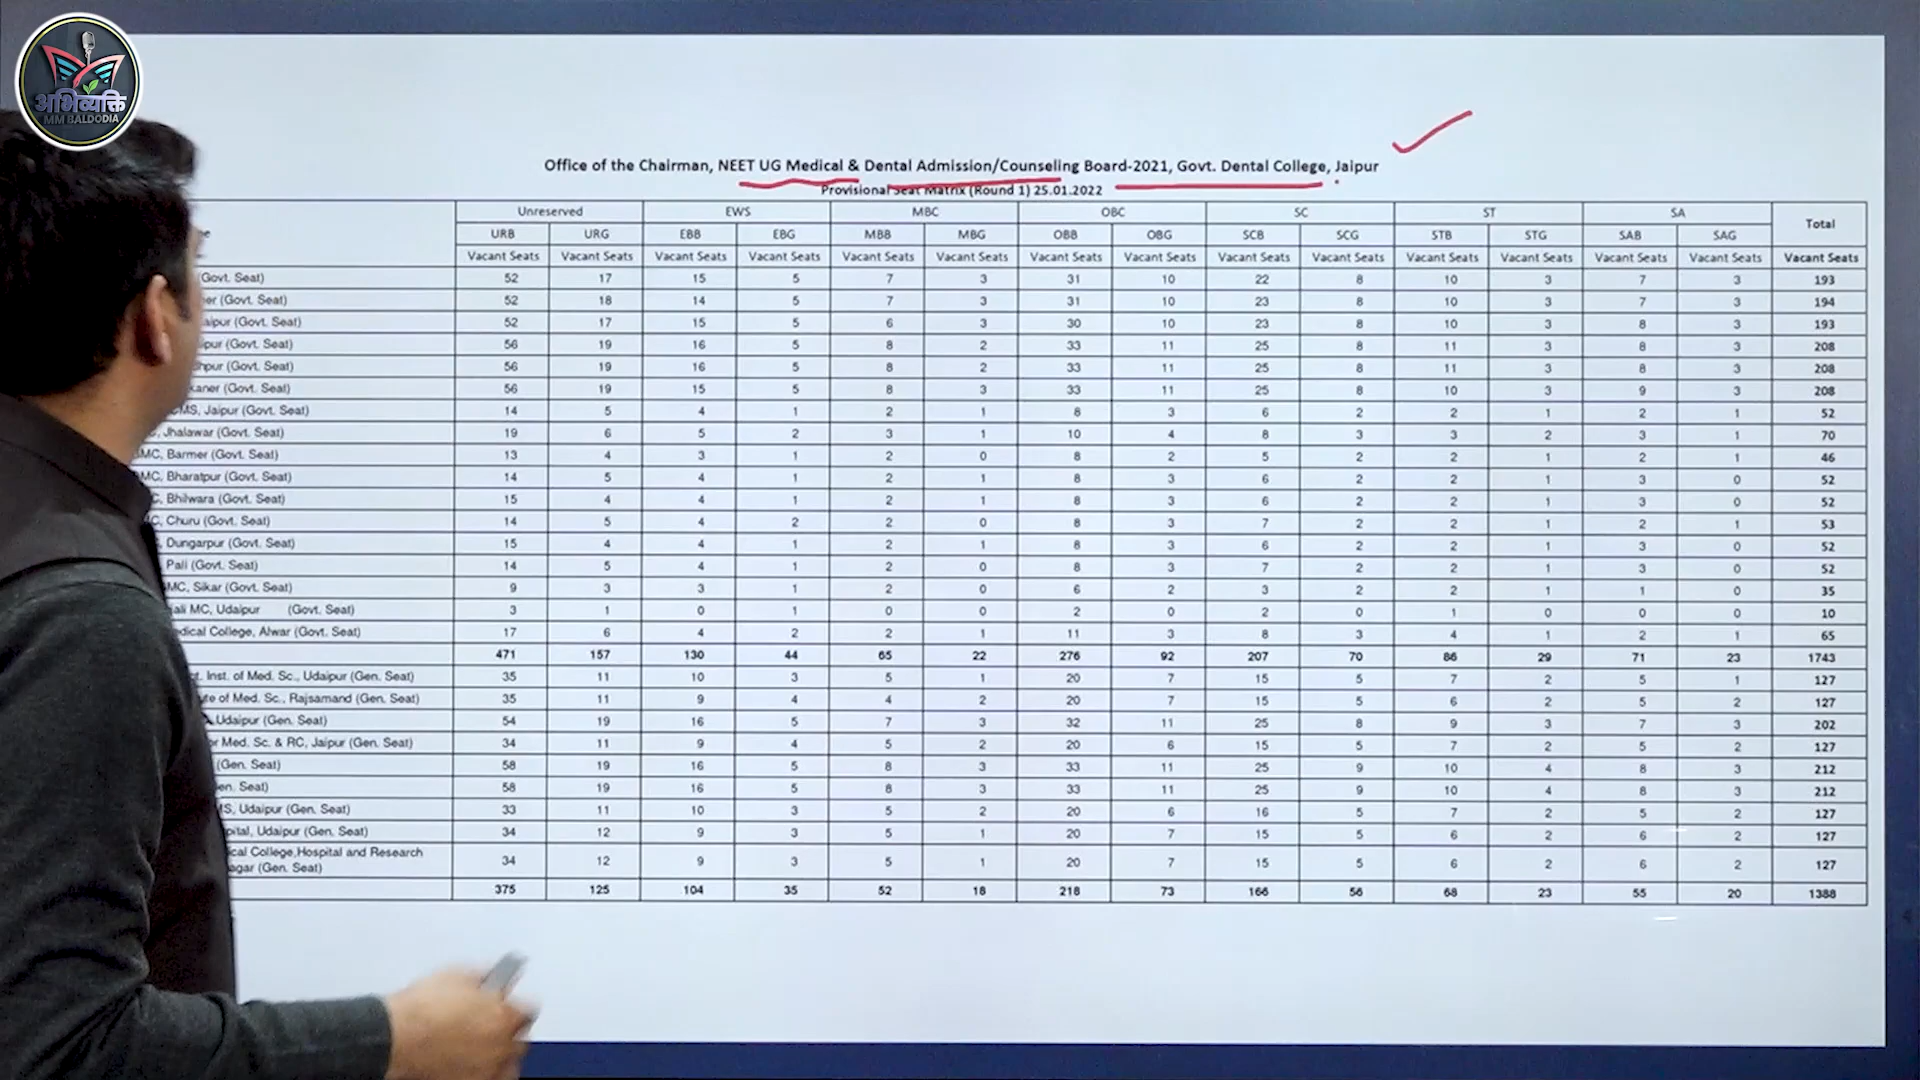 अभिव्यक्ति
MM BALDODIA
Office of the Chairman, NEET UG Medical & Dental Admission/Counseling Board-2021, Govt. Dental College, Jaipur
Provisional Seat Matrix (Round 1) 25.01.2022
Unreserved EWS MBC OBC SC ST SA Total
URB URG EBB EBG MBB MBG OBB OBG SCB SCG STB STG SAB SAG
Vacant Seats Vacant Seats Vacant Seats Vacant Seats Vacant Seats Vacant Seats Vacant Seats Vacant Seats Vacant Seats Vacant Seats Vacant Seats Vacant Seats Vacant Seats Vacant Seats Vacant Seats
(Govt. Seat) 52 17 15 5 7 3 31 10 22 8 10 3 7 3 193
er (Govt. Seat) 52 18 14 5 7 3 31 10 23 8 10 3 7 3 194
aipur (Govt. Seat) 52 17 15 5 6 3 30 10 23 8 10 3 8 3 193
pur (Govt. Seat) 56 19 16 5 8 2 33 11 25 8 11 3 8 3 208
hpur (Govt. Seat) 56 19 16 5 8 2 33 11 25 8 11 3 8 3 208
kaner (Govt. Seat) 56 19 15 5 8 3 33 11 25 8 10 3 9 3 208
CMS, Jaipur (Govt. Seat) 14 5 4 1 2 1 8 3 6 2 2 1 2 1 52
C, Jhalawar (Govt. Seat) 19 6 5 2 3 1 10 4 8 3 3 2 3 1 70
MC, Barmer (Govt. Seat) 13 4 3 1 2 0 8 2 5 2 2 1 2 1 46
MC, Bharatpur (Govt. Seat) 14 5 4 1 2 1 8 3 6 2 2 1 3 0 52
C, Bhilwara (Govt. Seat) 15 4 4 1 2 1 8 3 6 2 2 1 3 0 52
MC, Churu (Govt. Seat) 14 5 4 2 2 0 8 3 7 2 2 1 2 1 53
, Dungarpur (Govt. Seat) 15 4 4 1 2 1 8 3 6 2 2 1 3 0 52
, Pali (Govt. Seat) 14 5 4 1 2 0 8 3 7 2 2 1 3 0 52
MC, Sikar (Govt. Seat) 9 3 3 1 2 0 6 2 3 2 2 1 1 0 35
jali MC, Udaipur (Govt. Seat) 3 1 0 1 0 0 2 0 2 0 1 0 0 0 10
edical College, Alwar (Govt. Seat) 17 6 4 2 2 1 11 3 8 3 4 1 2 1 65
471 157 130 44 65 22 276 92 207 70 86 29 71 23 1743
t. Inst. of Med. Sc., Udaipur (Gen. Seat) 35 11 10 3 5 1 20 7 15 5 7 2 5 1 127
ute of Med. Sc., Rajsamand (Gen. Seat) 35 11 9 4 4 2 20 7 15 5 6 2 5 2 127
, Udaipur (Gen. Seat) 54 19 16 5 7 3 32 11 25 8 9 3 7 3 202
or Med. Sc. & RC, Jaipur (Gen. Seat) 34 11 9 4 5 2 20 6 15 5 7 2 5 2 127
(Gen. Seat) 58 19 16 5 8 3 33 11 25 9 10 4 8 3 212
en. Seat) 58 19 16 5 8 3 33 11 25 9 10 4 8 3 212
MS, Udaipur (Gen. Seat) 33 11 10 3 5 2 20 6 16 5 7 2 5 2 127
pital, Udaipur (Gen. Seat) 34 12 9 3 5 1 20 7 15 5 6 2 6 2 127
ical College,Hospital and Research
agar (Gen. Seat) 34 12 9 3 5 1 20 7 15 5 6 2 6 2 127
375 125 104 35 52 18 218 73 166 56 68 23 55 20 1388